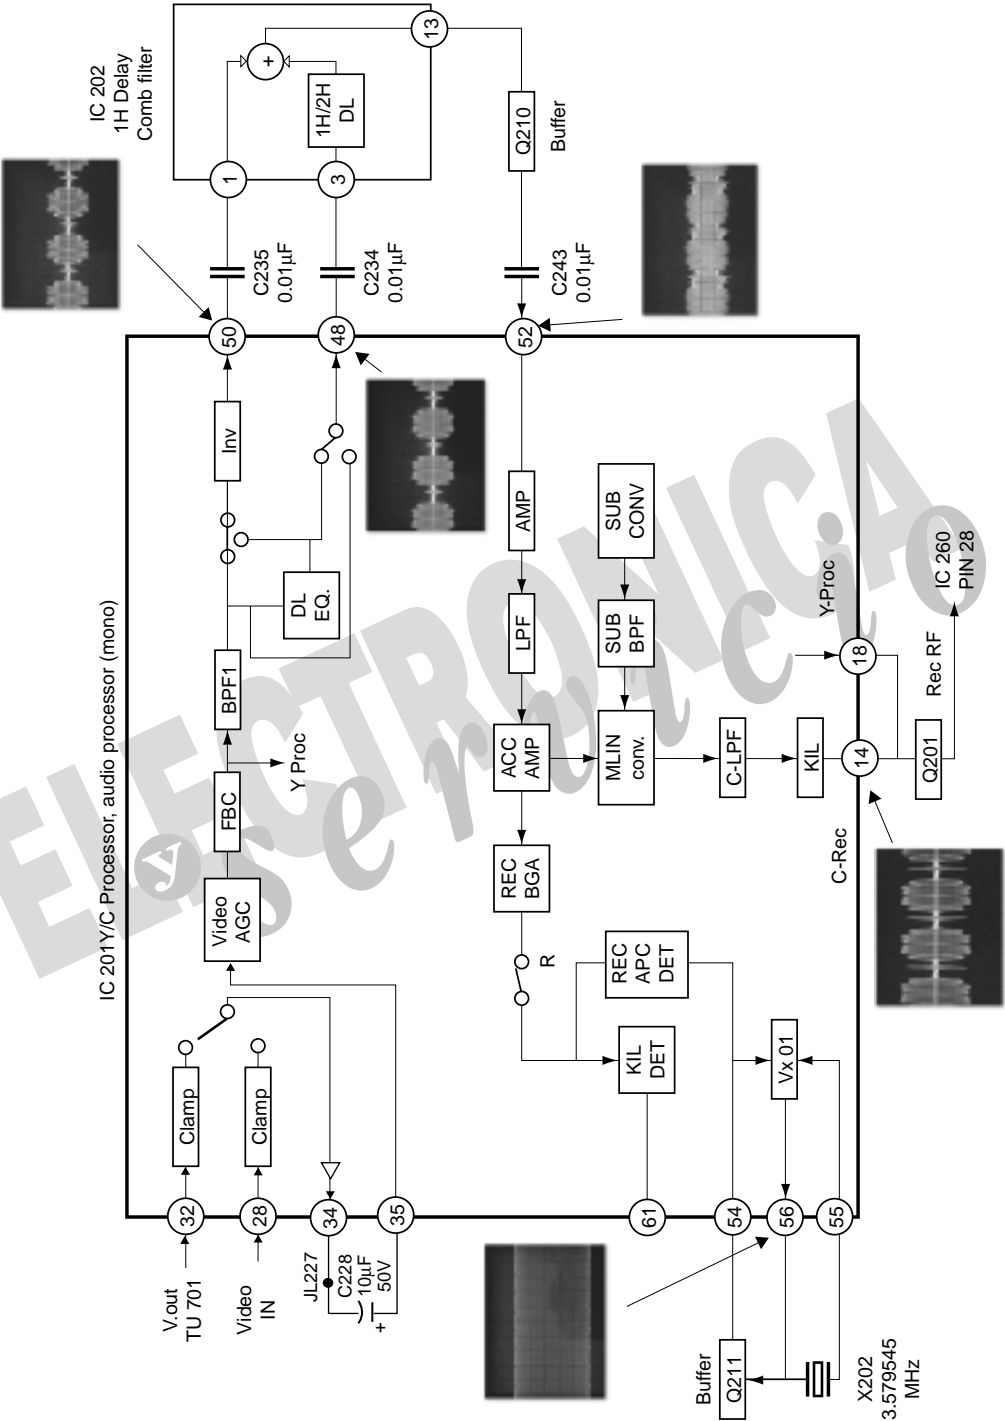 IC 201Y/C Processor, audio processor (mono)
V.out
TU 701
32
Clamp
Video
IN
28
Clamp
34
35
JL227
C228
10µF
50V
+
Video
AGC
FBC
Y Proc
BPF1
DL
EQ.
Inv
50
48
C235
0.01µF
C234
0.01µF
IC 202
1H Delay
Comb filter
1
3
1H/2H
DL
+
13
Q210
Buffer
C243
0.01µF
52
AMP
LPF
ACC
AMP
REC
BGA
R
SUB
CONV
SUB
BPF
MLIN
conv.
C-LPF
KIL
14
18
Y-Proc
C-Rec
Q201
Rec RF
IC 260
PIN 28
REC
APC
DET
KIL
DET
Vx 01
61
54
56
55
Buffer
Q211
X202
3.579545
MHz
ELECTRONICA
y servicio